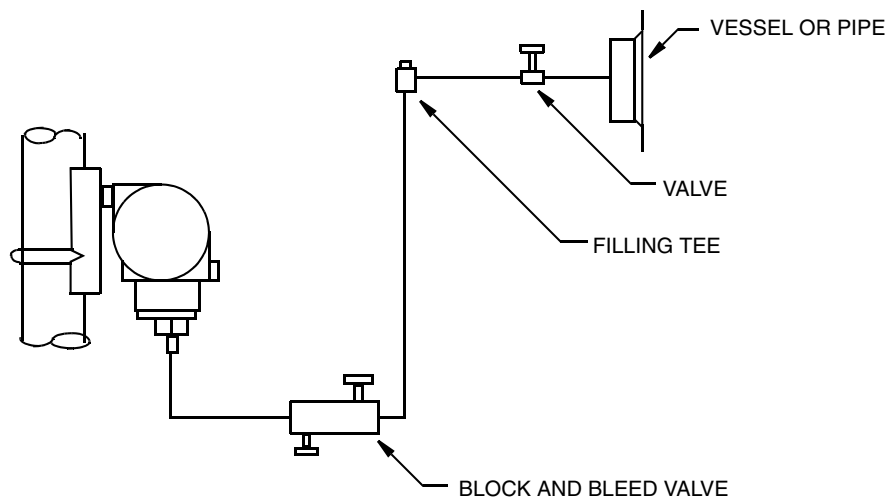 VESSEL OR PIPE
VALVE
FILLING TEE
BLOCK AND BLEED VALVE